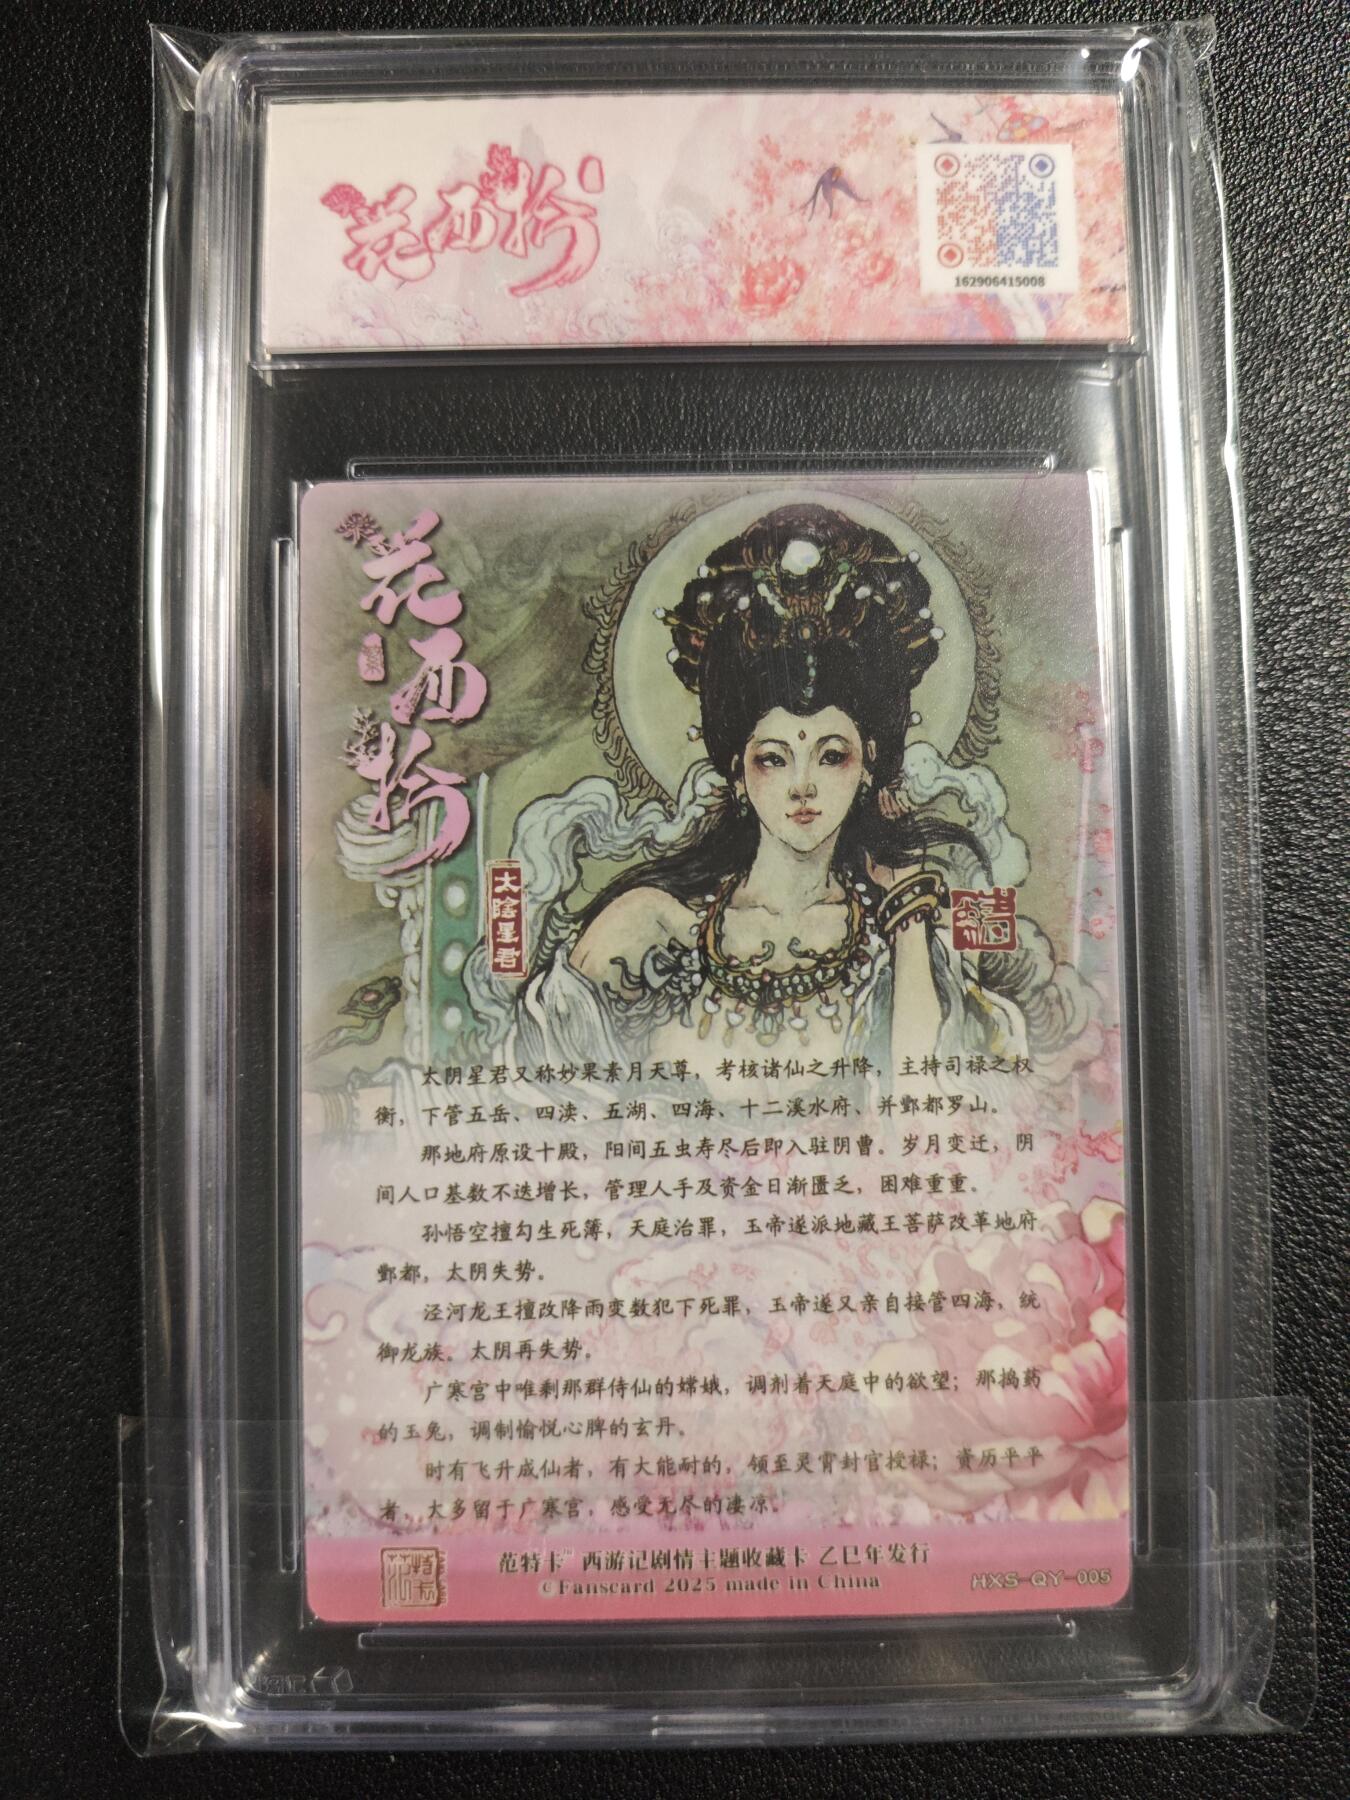 花西拾
162906415008
花西拾
太陰星君
太阴星君又称妙果素月天尊，考核诸仙之升降，主持司禄之权
衡，下管五岳、四渎、五湖、四海、十二溪水府、并酆都罗山。
那地府原设十殿，阳间五虫寿尽后即入驻阴曹。岁月变迁，阴
间人口基数不迭增长，管理人手及资金日渐匮乏，困难重重。
孙悟空擅勾生死簿，天庭治罪，玉帝遂派地藏王菩萨改革地府
酆都，太阴失势。
泾河龙王擅改降雨变数犯下死罪，玉帝遂又亲自接管四海，统
御龙族。太阴再失势。
广寒宫中唯剩那群侍仙的嫦娥，调剂着天庭中的欲望；那捣药
的玉兔，调制愉悦心脾的玄丹。
时有飞升成仙者，有大能耐的，领至灵霄封官授禄；资历平平
者，大多留于广寒宫，感受无尽的凄凉。
范特卡
范特卡™ 西游记剧情主题收藏卡 乙巳年发行
©Fanscard 2025 made in China
HXS-QY-005